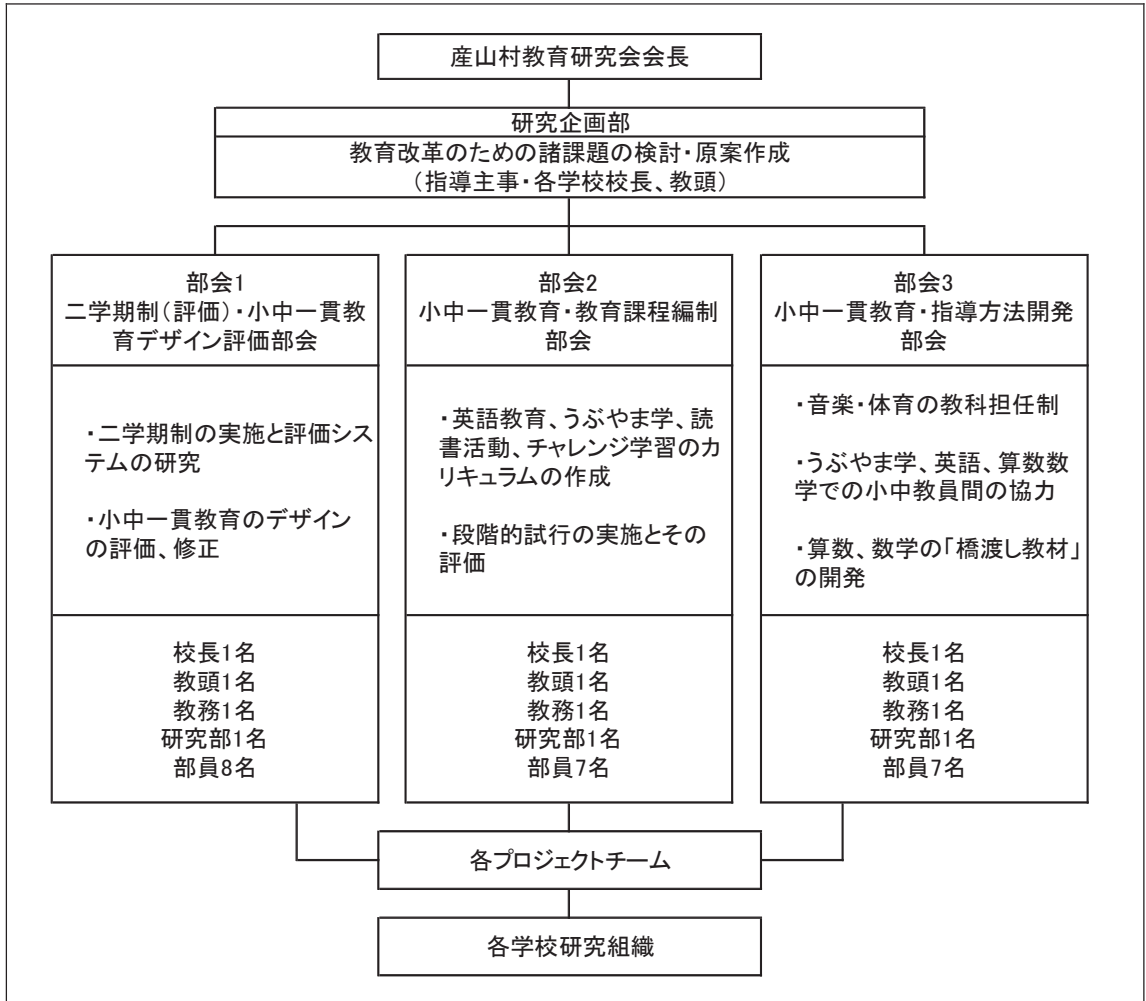 産山村教育研究会会長
研究企画部
教育改革のための諸課題の検討・原案作成
（指導主事・各学校校長、教頭）
部会1
二学期制（評価）・小中一貫教
育デザイン評価部会
・二学期制の実施と評価シス
テムの研究
・小中一貫教育のデザイン
の評価、修正
校長1名
教頭1名
教務1名
研究部1名
部員8名
部会2
小中一貫教育・教育課程編制
部会
・英語教育、うぶやま学、読
書活動、チャレンジ学習のカ
リキュラムの作成
・段階的試行の実施とその
評価
校長1名
教頭1名
教務1名
研究部1名
部員7名
部会3
小中一貫教育・指導方法開発
部会
・音楽・体育の教科担任制
・うぶやま学、英語、算数数
学での小中教員間の協力
・算数、数学の「橋渡し教材」
の開発
校長1名
教頭1名
教務1名
研究部1名
部員7名
各プロジェクトチーム
各学校研究組織